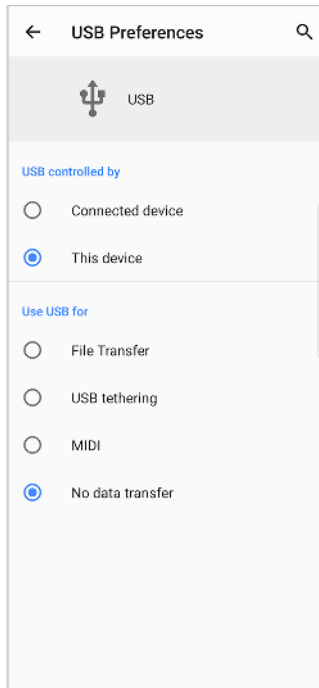 USB Preferences
USB
USB controlled by
Connected device
This device
Use USB for
File Transfer
USB tethering
MIDI
No data transfer